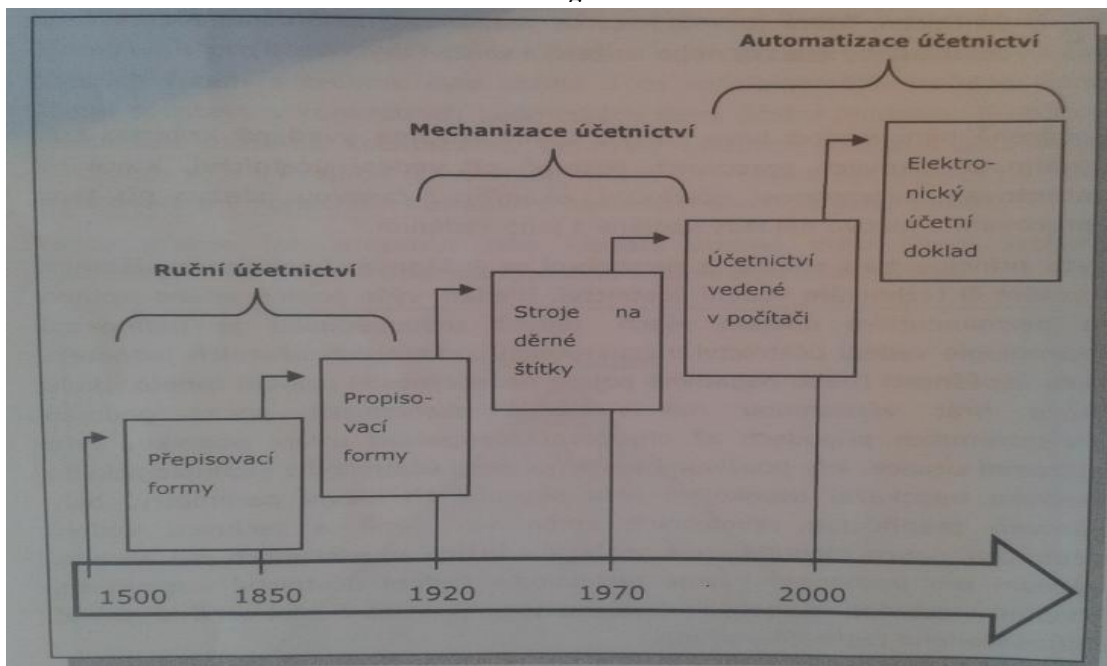 Automatizace účetnictví
Mechanizace účetnictví
Ruční účetnictví
Přepisovací
formy
Propiso-
vací
formy
Stroje na
děrné
štítky
Účetnictví
vedené
v počítači
Elektro-
nický
účetní
doklad
1500
1850
1920
1970
2000